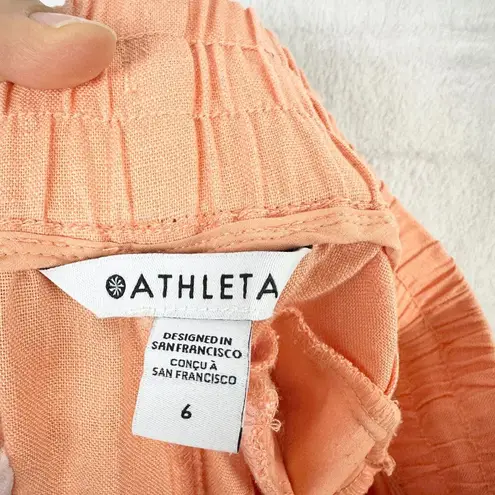 ATHLETA
DESIGNED IN
SAN FRANCISCO
CONÇU À
SAN FRANCISCO
6